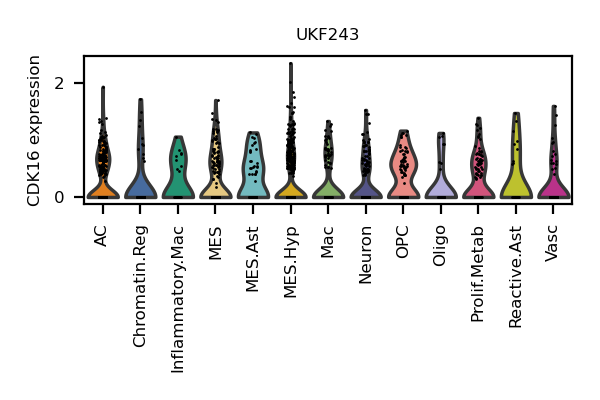 UKF243
CDK16 expression
2
0
AC
Chromatin.Reg
Inflammatory.Mac
MES
MES.Ast
MES.Hyp
Mac
Neuron
OPC
Oligo
Prolif.Metab
Reactive.Ast
Vasc